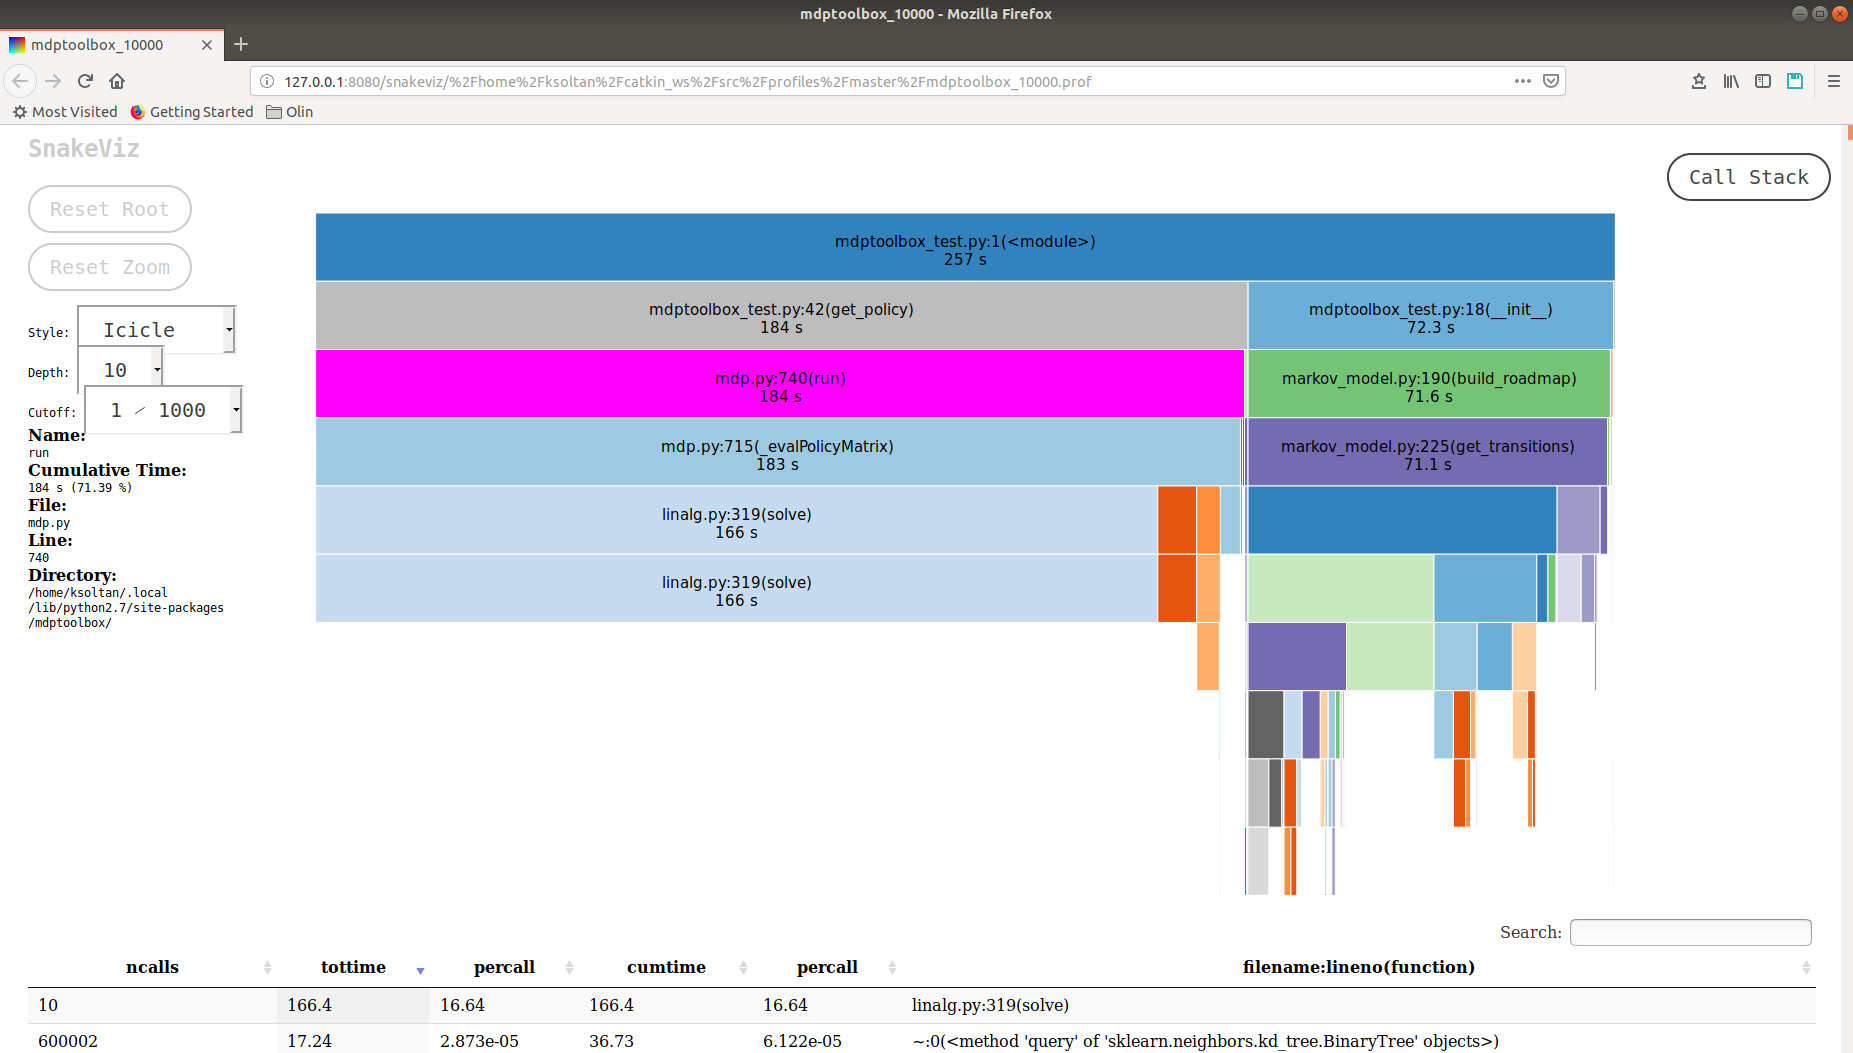 mdptoolbox_10000 - Mozilla Firefox
mdptoolbox_10000
127.0.0.1:8080/snakeviz/%2Fhome%2Fksoltan%2Fcatkin_ws%2Fsrc%2Fprofiles%2Fmaster%2Fmdptoolbox_10000.prof
Most Visited Getting Started Olin
SnakeViz
Call Stack
Reset Root
Reset Zoom
Style: Icicle
Depth: 10
Cutoff: 1 / 1000
Name:
run
Cumulative Time:
184 s (71.39 %)
File:
mdp.py
Line:
740
Directory:
/home/ksoltan/.local
/lib/python2.7/site-packages
/mdptoolbox/
mdptoolbox_test.py:1(<module>)
257 s
mdptoolbox_test.py:42(get_policy)
184 s
mdptoolbox_test.py:18(__init__)
72.3 s
mdp.py:740(run)
184 s
markov_model.py:190(build_roadmap)
71.6 s
mdp.py:715(_evalPolicyMatrix)
183 s
markov_model.py:225(get_transitions)
71.1 s
linalg.py:319(solve)
166 s
linalg.py:319(solve)
166 s
Search:
ncalls tottime percall cumtime percall filename:lineno(function)
10 166.4 16.64 166.4 16.64 linalg.py:319(solve)
600002 17.24 2.873e-05 36.73 6.122e-05 ~:0(<method 'query' of 'sklearn.neighbors.kd_tree.BinaryTree' objects>)